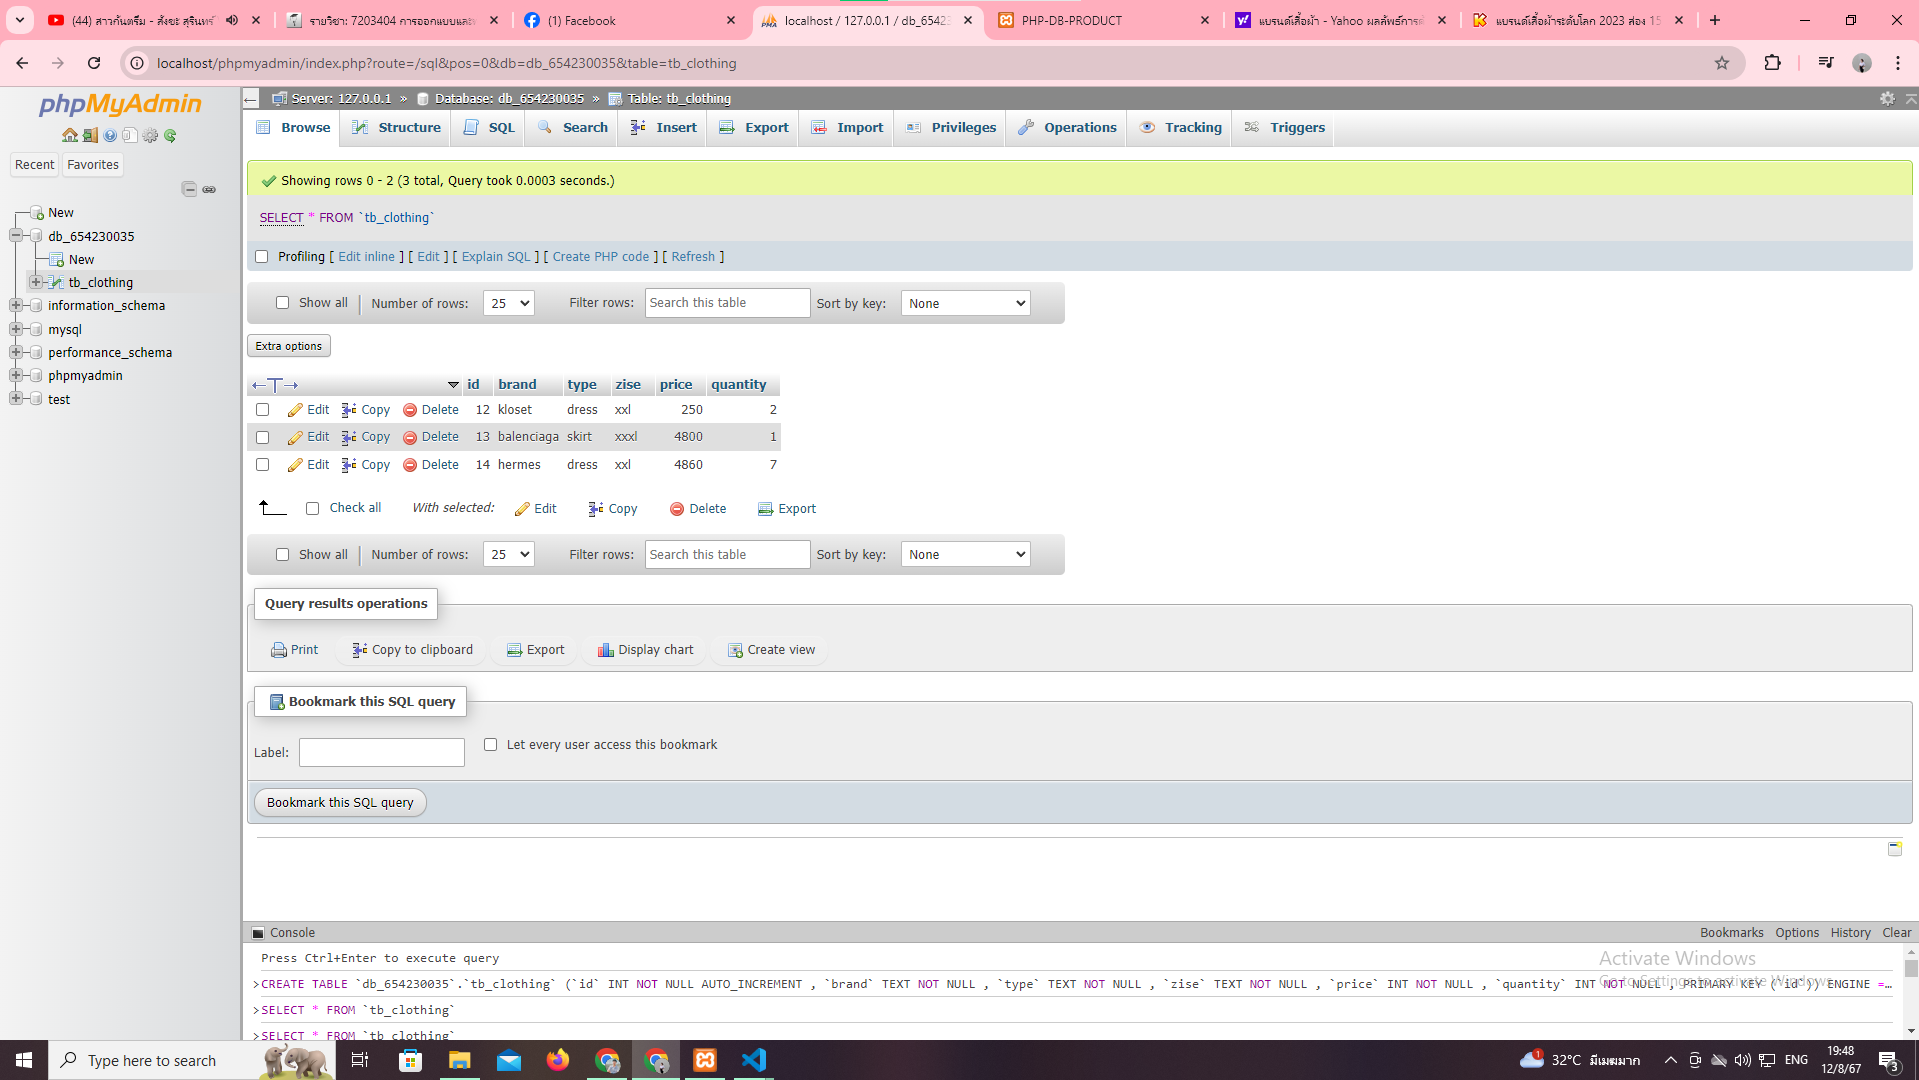 (44) สาวกันตรึม - สังขะ สุรินทร์
รายวิชา: 7203404 การออกแบบและ
(1) Facebook
localhost / 127.0.0.1 / db_65423
PHP-DB-PRODUCT
แบรนด์เสื้อผ้า - Yahoo ผลลัพธ์การค้
แบรนด์เสื้อผ้าระดับโลก 2023 ส่อง 15
localhost/phpmyadmin/index.php?route=/sql&pos=0&db=db_654230035&table=tb_clothing
phpMyAdmin
Recent
Favorites
New
db_654230035
New
tb_clothing
information_schema
mysql
performance_schema
phpmyadmin
test
Server: 127.0.0.1 » Database: db_654230035 » Table: tb_clothing
Browse Structure SQL Search Insert Export Import Privileges Operations Tracking Triggers
Showing rows 0 - 2 (3 total, Query took 0.0003 seconds.)
SELECT * FROM `tb_clothing`
Profiling [ Edit inline ] [ Edit ] [ Explain SQL ] [ Create PHP code ] [ Refresh ]
Show all Number of rows: 25 Filter rows: Search this table Sort by key: None
Extra options
id brand type zise price quantity
Edit Copy Delete 12 kloset dress xxl 250 2
Edit Copy Delete 13 balenciaga skirt xxxl 4800 1
Edit Copy Delete 14 hermes dress xxl 4860 7
Check all With selected: Edit Copy Delete Export
Show all Number of rows: 25 Filter rows: Search this table Sort by key: None
Query results operations
Print Copy to clipboard Export Display chart Create view
Bookmark this SQL query
Label: Let every user access this bookmark
Bookmark this SQL query
Console
Bookmarks Options History Clear
Press Ctrl+Enter to execute query
>CREATE TABLE `db_654230035`.`tb_clothing` (`id` INT NOT NULL AUTO_INCREMENT , `brand` TEXT NOT NULL , `type` TEXT NOT NULL , `zise` TEXT NOT NULL , `price` INT NOT NULL , `quantity` INT NOT NULL , PRIMARY KEY (`id`)) ENGINE =…
>SELECT * FROM `tb_clothing`
>SELECT * FROM `tb_clothing`
Activate Windows
Go to Settings to activate Windows.
Type here to search
1
32°C มีเมฆมาก
ENG
19:48
12/8/67
3